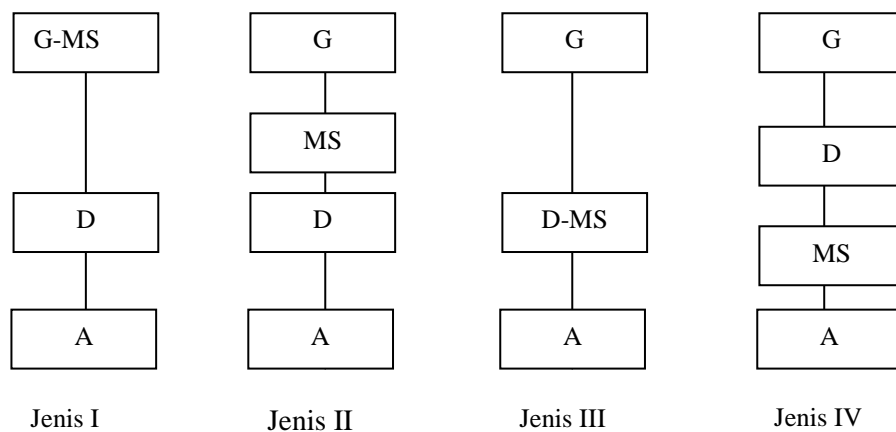 G-MS
G
G
G
MS
D
D
D
D-MS
MS
A
A
A
A
Jenis I
Jenis II
Jenis III
Jenis IV